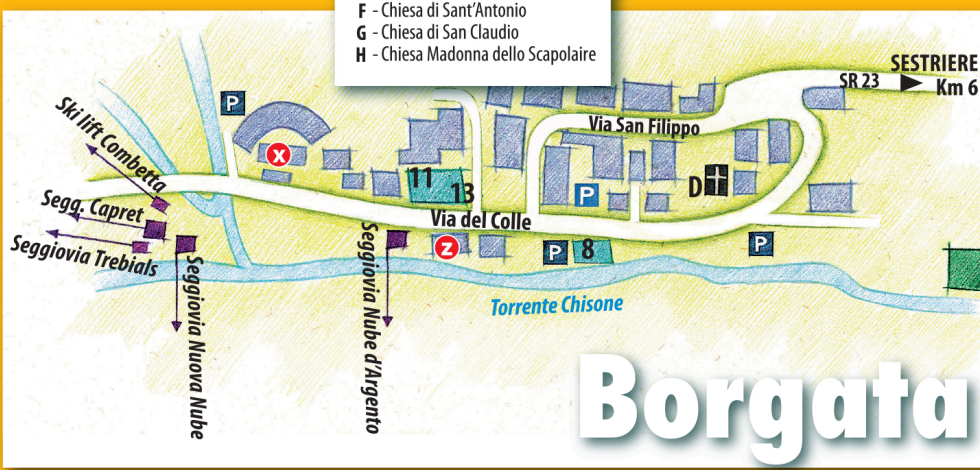 F - Chiesa di Sant'Antonio
G - Chiesa di San Claudio
H - Chiesa Madonna dello Scapolaire
SESTRIERE
SR 23
Km 6
P
Ski lift Combetta
Via San Filippo
X
11
13
D
P
Segg. Capret
Via del Colle
Seggiovia Trebials
Z
P
8
P
Seggiovia Nuova Nube
Seggiovia Nube d'Argento
Torrente Chisone
Borgata